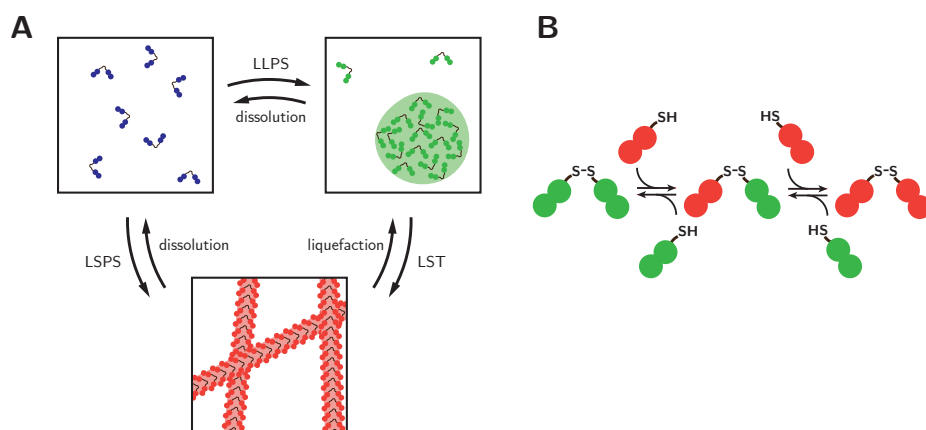 A
B
LLPS
dissolution
LSPS
dissolution
liquefaction
LST
SH
HS
S-S
S-S
S-S
SH
HS